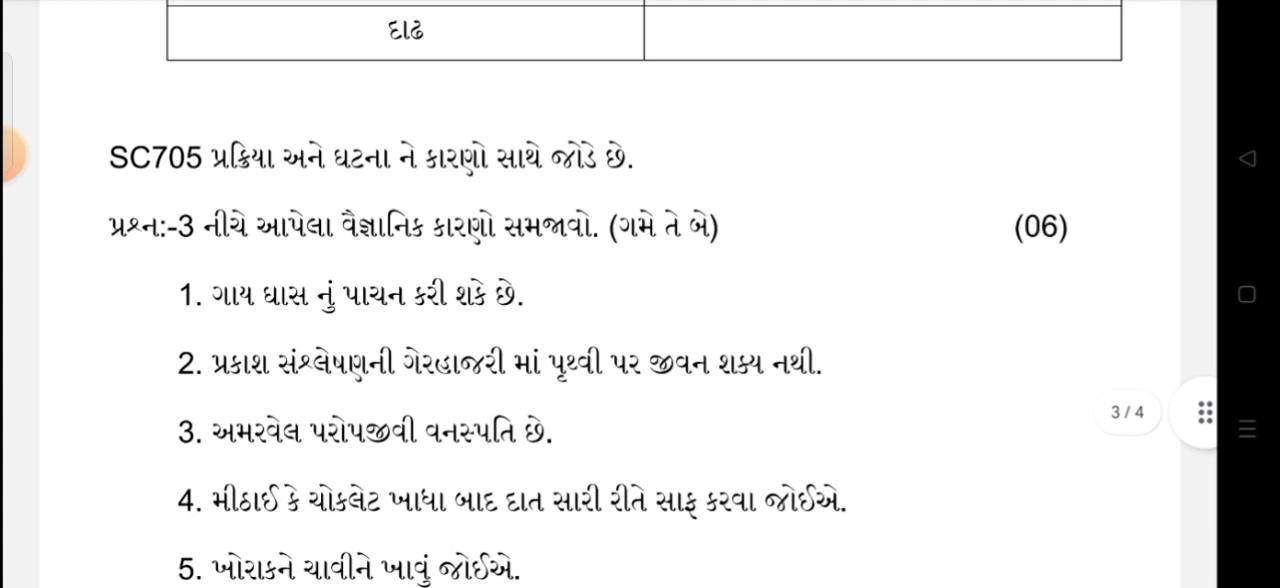 દાઢ
SC705 પ્રક્રિયા અને ઘટના ને કારણો સાથે જોડે છે.
પ્રશ્ન:-3 નીચે આપેલા વૈજ્ઞાનિક કારણો સમજાવો. (ગમે તે બે) (06)
1. ગાય ઘાસ નું પાચન કરી શકે છે.
2. પ્રકાશ સંશ્લેષણની ગેરહાજરી માં પૃથ્વી પર જીવન શક્ય નથી.
3. અમરવેલ પરોપજીવી વનસ્પતિ છે.
3 / 4
4. મીઠાઈ કે ચોકલેટ ખાધા બાદ દાત સારી રીતે સાફ કરવા જોઈએ.
5. ખોરાકને ચાવીને ખાવું જોઈએ.